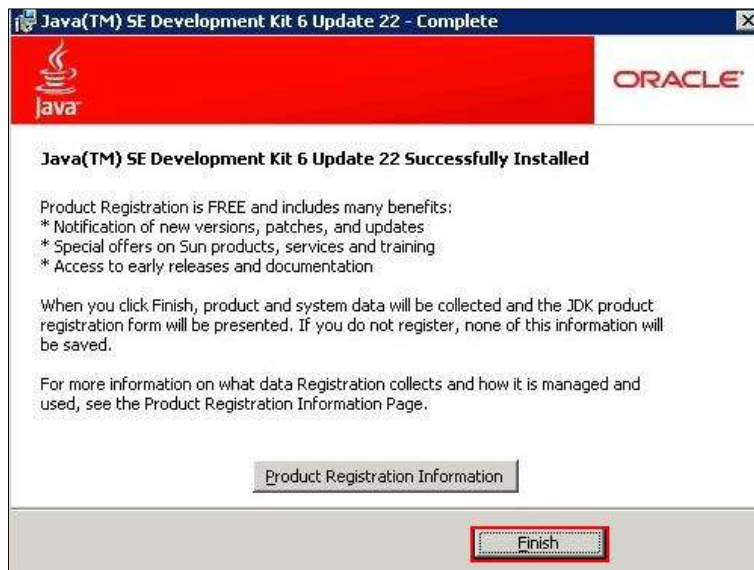 Java(TM) SE Development Kit 6 Update 22 - Complete
Java
ORACLE
Java(TM) SE Development Kit 6 Update 22 Successfully Installed
Product Registration is FREE and includes many benefits:
* Notification of new versions, patches, and updates
* Special offers on Sun products, services and training
* Access to early releases and documentation
When you click Finish, product and system data will be collected and the JDK product
registration form will be presented. If you do not register, none of this information will
be saved.
For more information on what data Registration collects and how it is managed and
used, see the Product Registration Information Page.
Product Registration Information
Finish